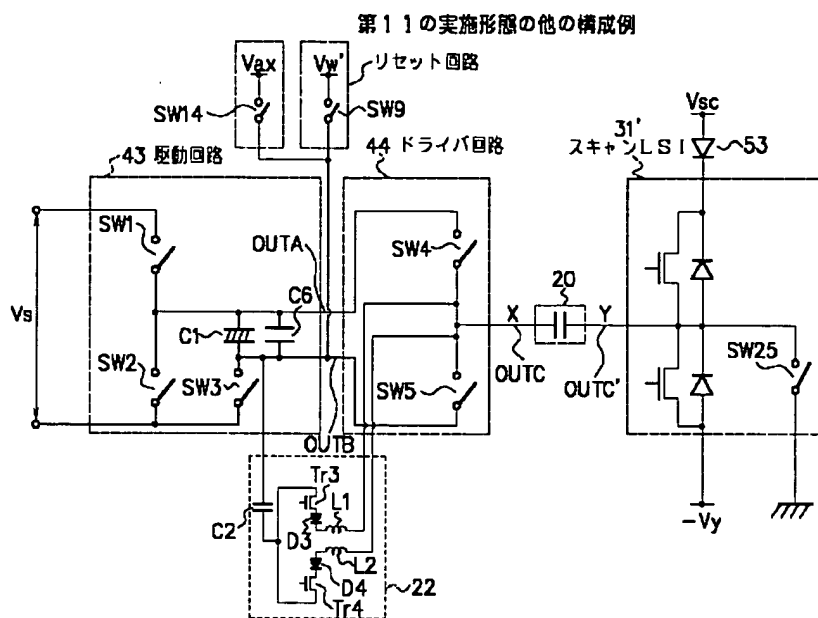 第11の実施形態の他の構成例
リセット回路
Vax
Vw'
SW14
SW9
Vsc
31'
スキャンLSI
53
43 駆動回路
44 ドライバ回路
SW1
OUTA
SW4
C6
20
Vs
C1
X
Y
SW2
SW3
SW5
OUTC
OUTC'
SW25
OUTB
Tr3
L1
C2
D3
L2
D4
22
Tr4
-Vy